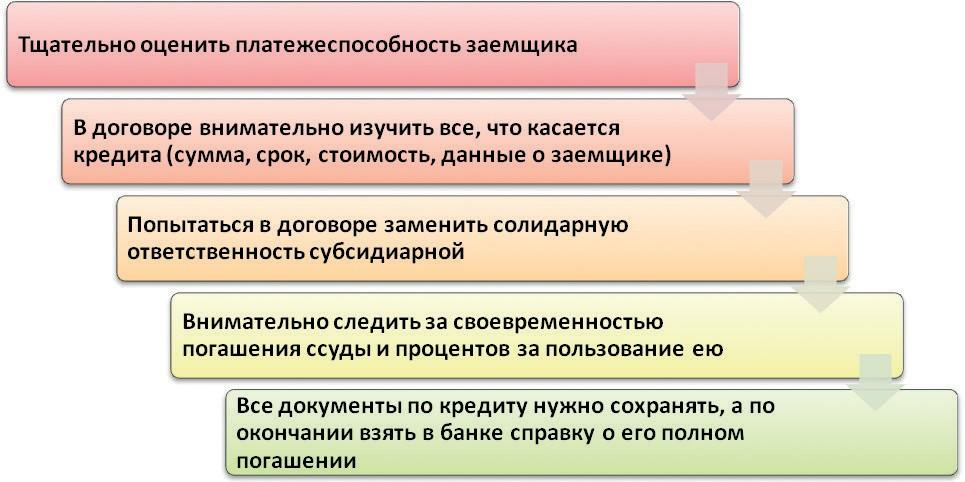 Тщательно оценить платежеспособность заемщика
В договоре внимательно изучить все, что касается
кредита (сумма, срок, стоимость, данные о заемщике)
Попытаться в договоре заменить солидарную
ответственность субсидиарной
Внимательно следить за своевременностью
погашения ссуды и процентов за пользование ею
Все документы по кредиту нужно сохранять, а по
окончании взять в банке справку о его полном
погашении